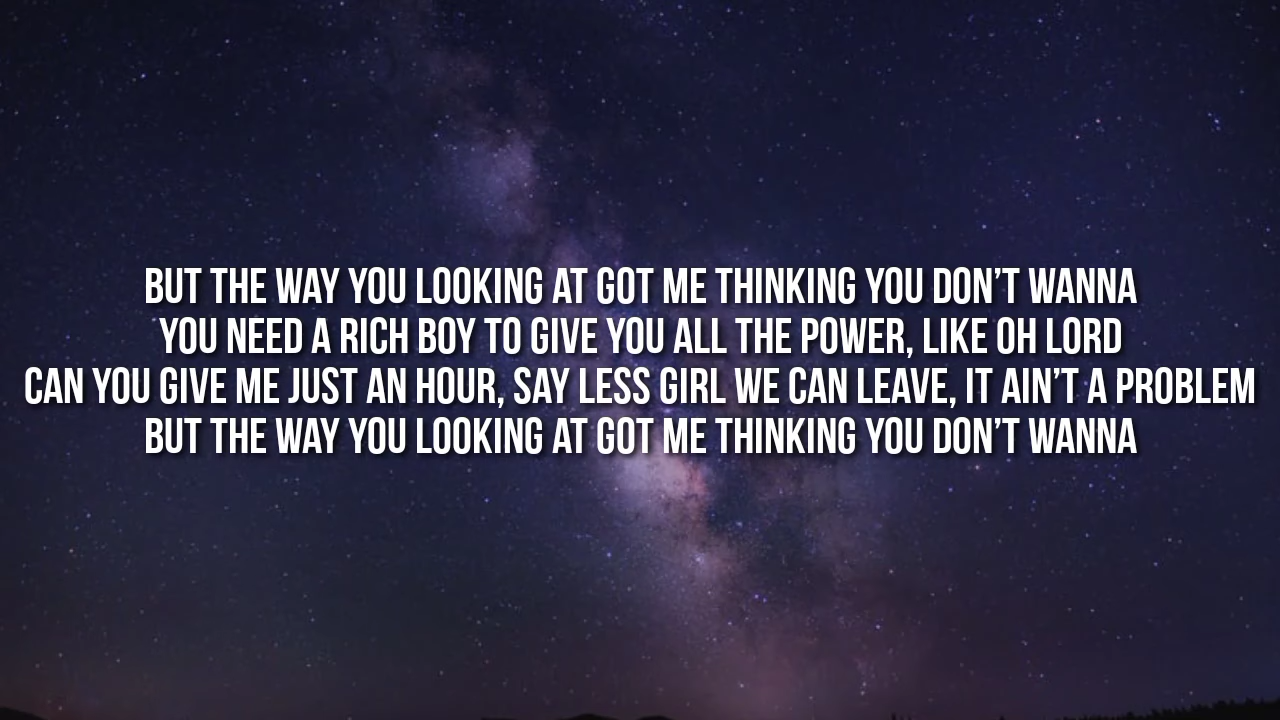 BUT THE WAY YOU LOOKING AT GOT ME THINKING YOU DON'T WANNA
YOU NEED A RICH BOY TO GIVE YOU ALL THE POWER, LIKE OH LORD
CAN YOU GIVE ME JUST AN HOUR, SAY LESS GIRL WE CAN LEAVE, IT AIN'T A PROBLEM
BUT THE WAY YOU LOOKING AT GOT ME THINKING YOU DON'T WANNA